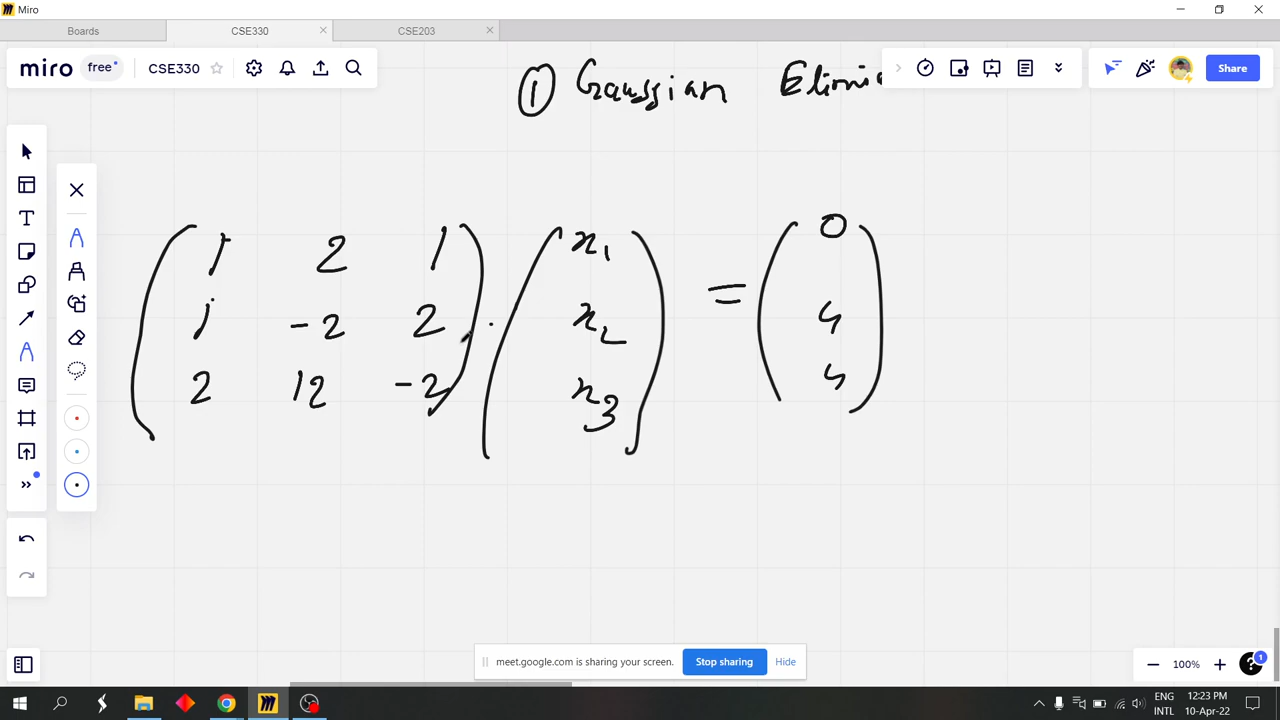 Miro
Boards
CSE330
CSE203
miro free
CSE330
Share
① Gaussian Elimi
1 2 1
1 -2 2
2 12 -2
.
x1
x2
x3
=
0
4
4
meet.google.com is sharing your screen.
Stop sharing
Hide
100%
1
ENG
INTL
12:23 PM
10-Apr-22